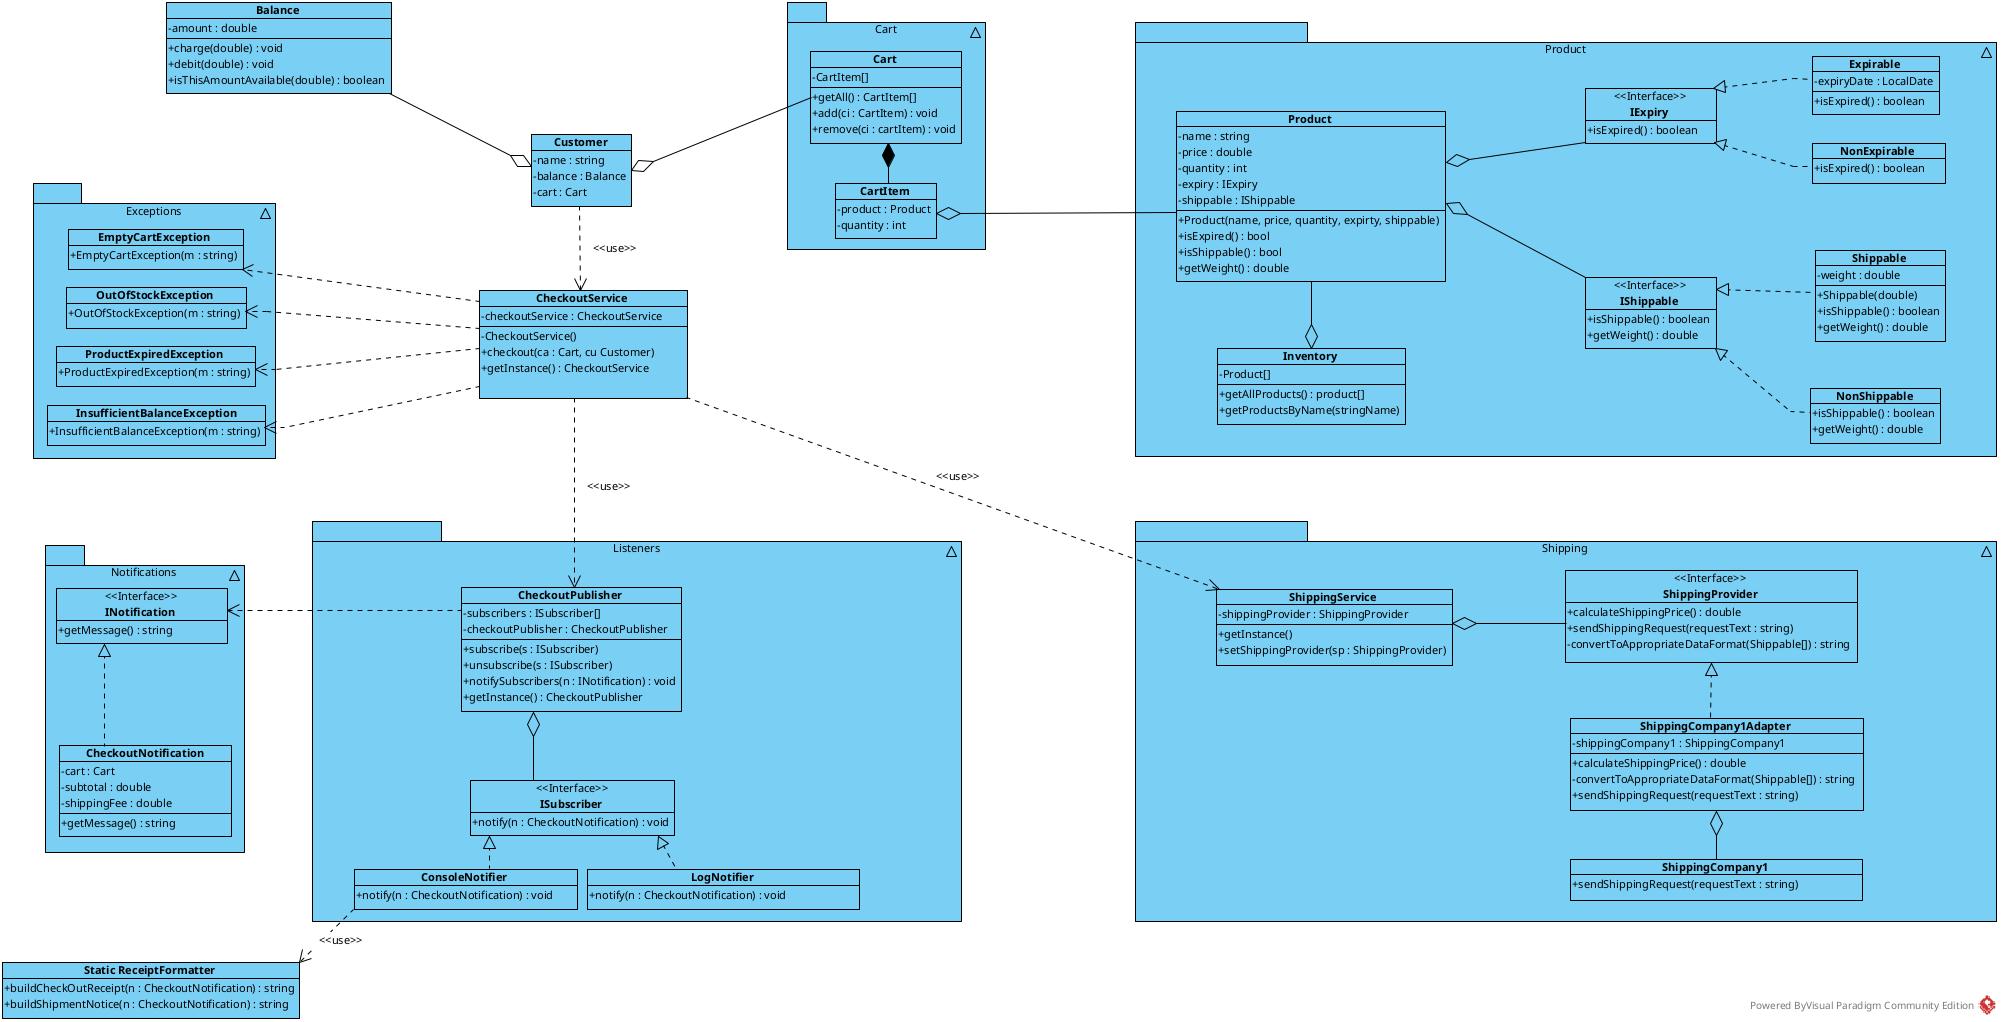 Balance
-amount : double
+charge(double) : void
+debit(double) : void
+isThisAmountAvailable(double) : boolean
Customer
-name : string
-balance : Balance
-cart : Cart
<<use>>
Cart
Cart
-CartItem[]
+getAll() : CartItem[]
+add(ci : CartItem) : void
+remove(ci : cartItem) : void
CartItem
-product : Product
-quantity : int
Product
Product
-name : string
-price : double
-quantity : int
-expiry : IExpiry
-shippable : IShippable
+Product(name, price, quantity, expirty, shippable)
+isExpired() : bool
+isShippable() : bool
+getWeight() : double
<<Interface>>
IExpiry
+isExpired() : boolean
Expirable
-expiryDate : LocalDate
+isExpired() : boolean
NonExpirable
+isExpired() : boolean
<<Interface>>
IShippable
+isShippable() : boolean
+getWeight() : double
Shippable
-weight : double
+Shippable(double)
+isShippable() : boolean
+getWeight() : double
NonShippable
+isShippable() : boolean
+getWeight() : double
Inventory
-Product[]
+getAllProducts() : product[]
+getProductsByName(stringName)
Exceptions
EmptyCartException
+EmptyCartException(m : string)
OutOfStockException
+OutOfStockException(m : string)
ProductExpiredException
+ProductExpiredException(m : string)
InsufficientBalanceException
+InsufficientBalanceException(m : string)
CheckoutService
-checkoutService : CheckoutService
-CheckoutService()
+checkout(ca : Cart, cu Customer)
+getInstance() : CheckoutService
<<use>>
<<use>>
Notifications
<<Interface>>
INotification
+getMessage() : string
CheckoutNotification
-cart : Cart
-subtotal : double
-shippingFee : double
+getMessage() : string
Listeners
CheckoutPublisher
-subscribers : ISubscriber[]
-checkoutPublisher : CheckoutPublisher
+subscribe(s : ISubscriber)
+unsubscribe(s : ISubscriber)
+notifySubscribers(n : INotification) : void
+getInstance() : CheckoutPublisher
<<Interface>>
ISubscriber
+notify(n : CheckoutNotification) : void
ConsoleNotifier
+notify(n : CheckoutNotification) : void
LogNotifier
+notify(n : CheckoutNotification) : void
<<use>>
Static ReceiptFormatter
+buildCheckOutReceipt(n : CheckoutNotification) : string
+buildShipmentNotice(n : CheckoutNotification) : string
Shipping
ShippingService
-shippingProvider : ShippingProvider
+getInstance()
+setShippingProvider(sp : ShippingProvider)
<<Interface>>
ShippingProvider
+calculateShippingPrice() : double
+sendShippingRequest(requestText : string)
-convertToAppropriateDataFormat(Shippable[]) : string
ShippingCompany1Adapter
-shippingCompany1 : ShippingCompany1
+calculateShippingPrice() : double
-convertToAppropriateDataFormat(Shippable[]) : string
+sendShippingRequest(requestText : string)
ShippingCompany1
+sendShippingRequest(requestText : string)
Powered ByVisual Paradigm Community Edition